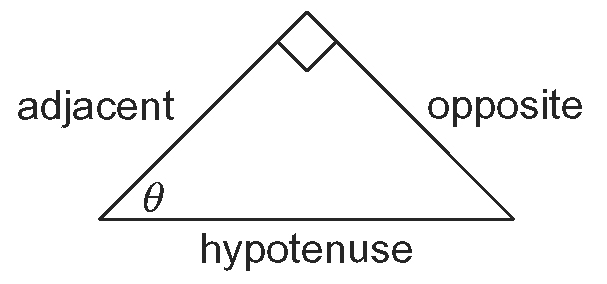 adjacent
opposite
θ
hypotenuse